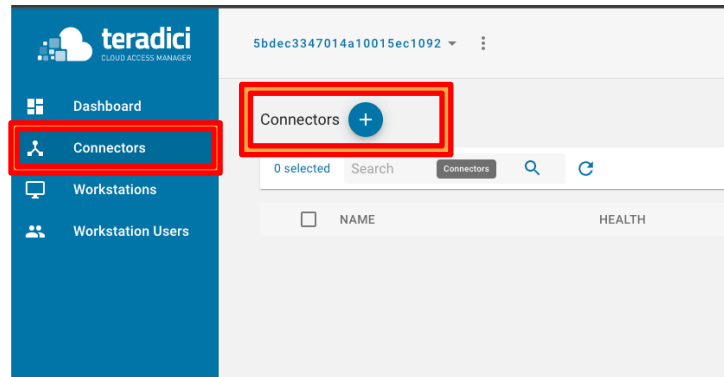 teradici
CLOUD ACCESS MANAGER
5bdec3347014a10015ec1092
Dashboard
Connectors
Workstations
Workstation Users
Connectors +
0 selected Search Connectors
NAME HEALTH